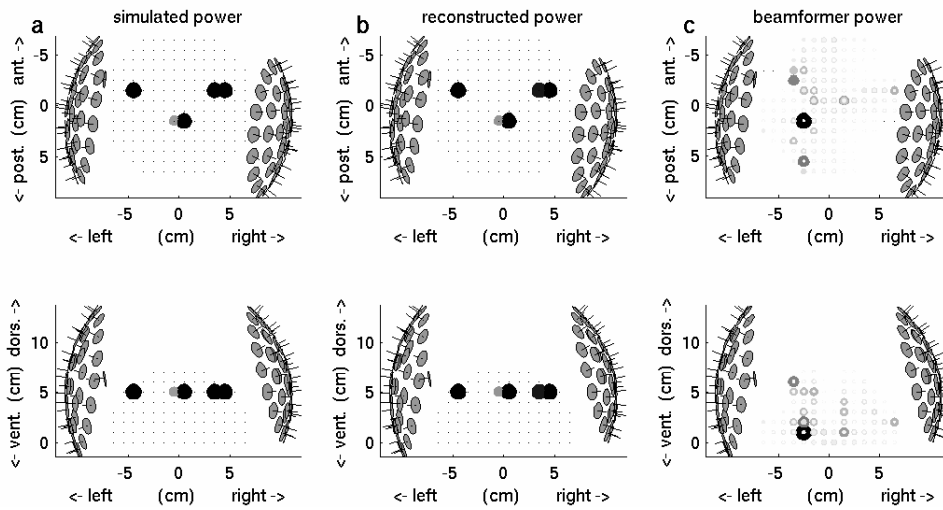 a simulated power
b reconstructed power
c beamformer power
<- post. (cm) ant. ->
-5
0
5
-5 0 5
<- left (cm) right ->
<- post. (cm) ant. ->
-5
0
5
-5 0 5
<- left (cm) right ->
<- post. (cm) ant. ->
-5
0
5
-5 0 5
<- left (cm) right ->
<- vent. (cm) dors. ->
10
5
0
-5 0 5
<- left (cm) right ->
<- vent. (cm) dors. ->
10
5
0
-5 0 5
<- left (cm) right ->
<- vent. (cm) dors. ->
10
5
0
-5 0 5
<- left (cm) right ->